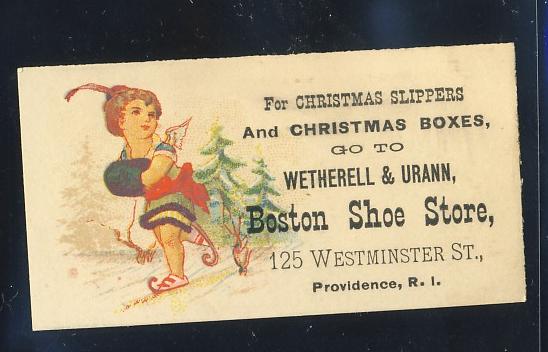 For CHRISTMAS SLIPPERS
And CHRISTMAS BOXES,
GO TO
WETHERELL & URANN,
Boston Shoe Store,
125 WESTMINSTER ST.,
Providence, R. I.